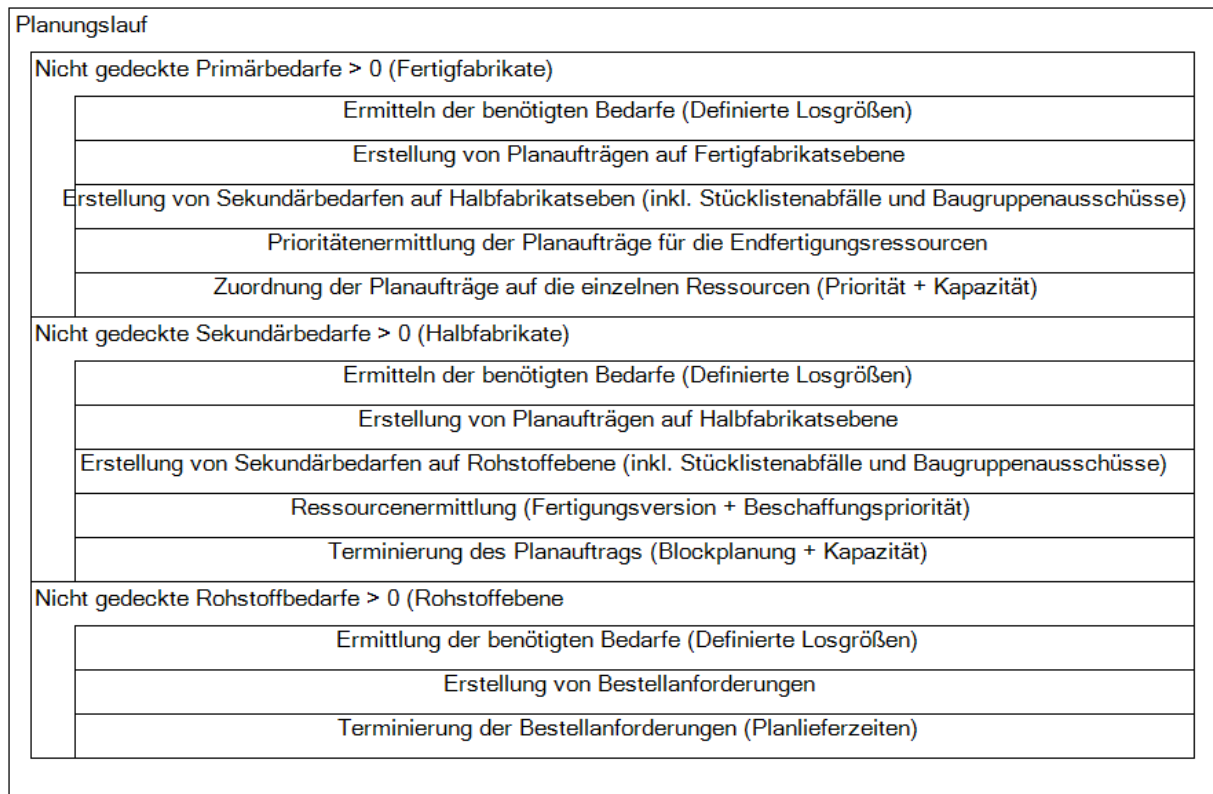 Planungslauf
Nicht gedeckte Primärbedarfe > 0 (Fertigfabrikate)
Ermitteln der benötigten Bedarfe (Definierte Losgrößen)
Erstellung von Planaufträgen auf Fertigfabrikatsebene
Erstellung von Sekundärbedarfen auf Halbfabrikatseben (inkl. Stücklistenabfälle und Baugruppenausschüsse)
Prioritätenermittlung der Planaufträge für die Endfertigungsressourcen
Zuordnung der Planaufträge auf die einzelnen Ressourcen (Priorität + Kapazität)
Nicht gedeckte Sekundärbedarfe > 0 (Halbfabrikate)
Ermitteln der benötigten Bedarfe (Definierte Losgrößen)
Erstellung von Planaufträgen auf Halbfabrikatsebene
Erstellung von Sekundärbedarfen auf Rohstoffebene (inkl. Stücklistenabfälle und Baugruppenausschüsse)
Ressourcenermittlung (Fertigungsversion + Beschaffungspriorität)
Terminierung des Planauftrags (Blockplanung + Kapazität)
Nicht gedeckte Rohstoffbedarfe > 0 (Rohstoffebene
Ermittlung der benötigten Bedarfe (Definierte Losgrößen)
Erstellung von Bestellanforderungen
Terminierung der Bestellanforderungen (Planlieferzeiten)